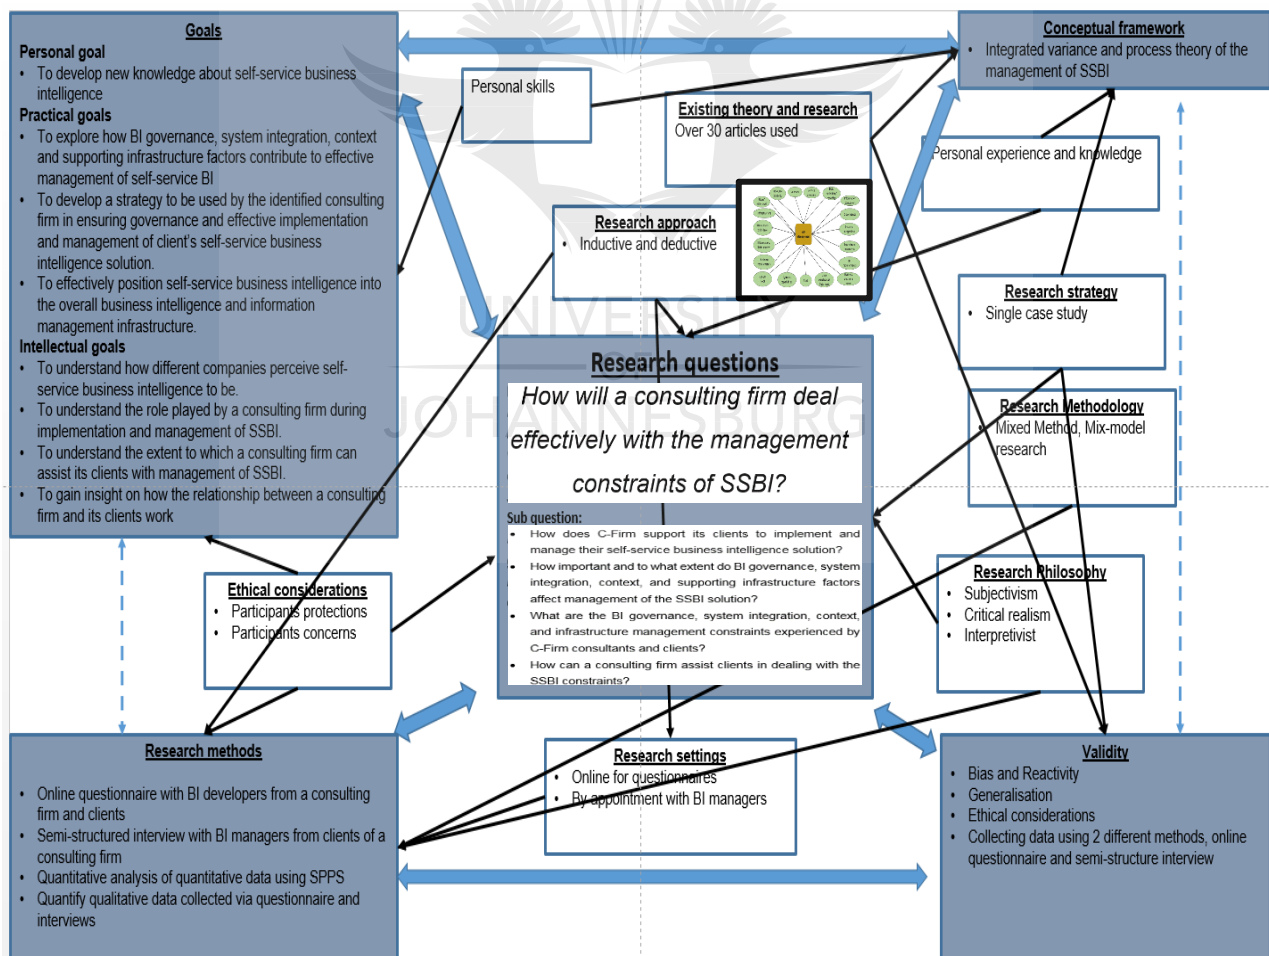 Goals
Personal goal
• To develop new knowledge about self-service business
intelligence
Practical goals
• To explore how BI governance, system integration, context
and supporting infrastructure factors contribute to effective
management of self-service BI
• To develop a strategy to be used by the identified consulting
firm in ensuring governance and effective implementation
and management of client's self-service business
intelligence solution.
• To effectively position self-service business intelligence into
the overall business intelligence and information
management infrastructure.
Intellectual goals
• To understand how different companies perceive self-
service business intelligence to be.
• To understand the role played by a consulting firm during
implementation and management of SSBI.
• To understand the extent to which a consulting firm can
assist its clients with management of SSBI.
• To gain insight on how the relationship between a consulting
firm and its clients work
Personal skills
Existing theory and research
Over 30 articles used
Conceptual framework
• Integrated variance and process theory of the
management of SSBI
Personal experience and knowledge
Research approach
• Inductive and deductive
Research strategy
• Single case study
UNIVERSITY
OF
JOHANNESBURG
Research questions
How will a consulting firm deal
effectively with the management
constraints of SSBI?
Sub question:
• How does C-Firm support its clients to implement and
manage their self-service business intelligence solution?
• How important and to what extent do BI governance, system
integration, context, and supporting infrastructure factors
affect management of the SSBI solution?
• What are the BI governance, system integration, context,
and infrastructure management constraints experienced by
C-Firm consultants and clients?
• How can a consulting firm assist clients in dealing with the
SSBI constraints?
Research Methodology
• Mixed Method, Mix-model
research
Ethical considerations
• Participants protections
• Participants concerns
Research Philosophy
• Subjectivism
• Critical realism
• Interpretivist
Research methods
• Online questionnaire with BI developers from a consulting
firm and clients
• Semi-structured interview with BI managers from clients of a
consulting firm
• Quantitative analysis of quantitative data using SPPS
• Quantify qualitative data collected via questionnaire and
interviews
Research settings
• Online for questionnaires
• By appointment with BI managers
Validity
• Bias and Reactivity
• Generalisation
• Ethical considerations
• Collecting data using 2 different methods, online
questionnaire and semi-structure interview